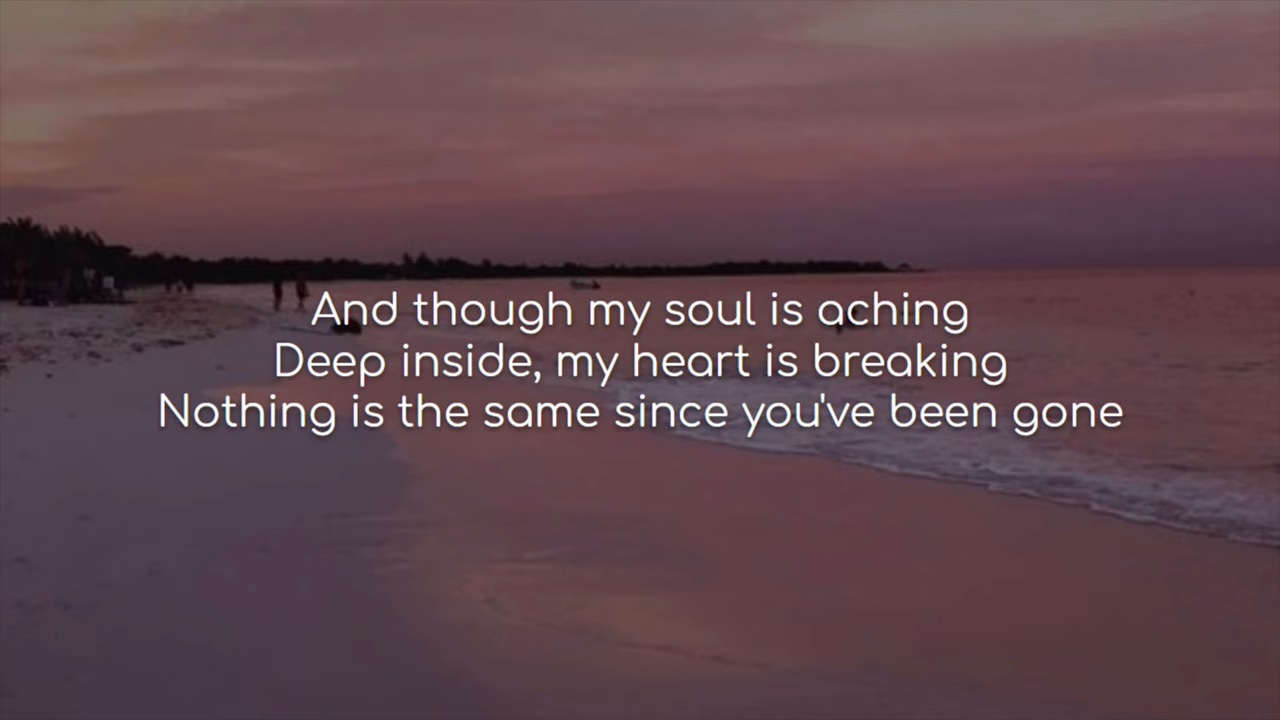 And though my soul is aching
Deep inside, my heart is breaking
Nothing is the same since you've been gone